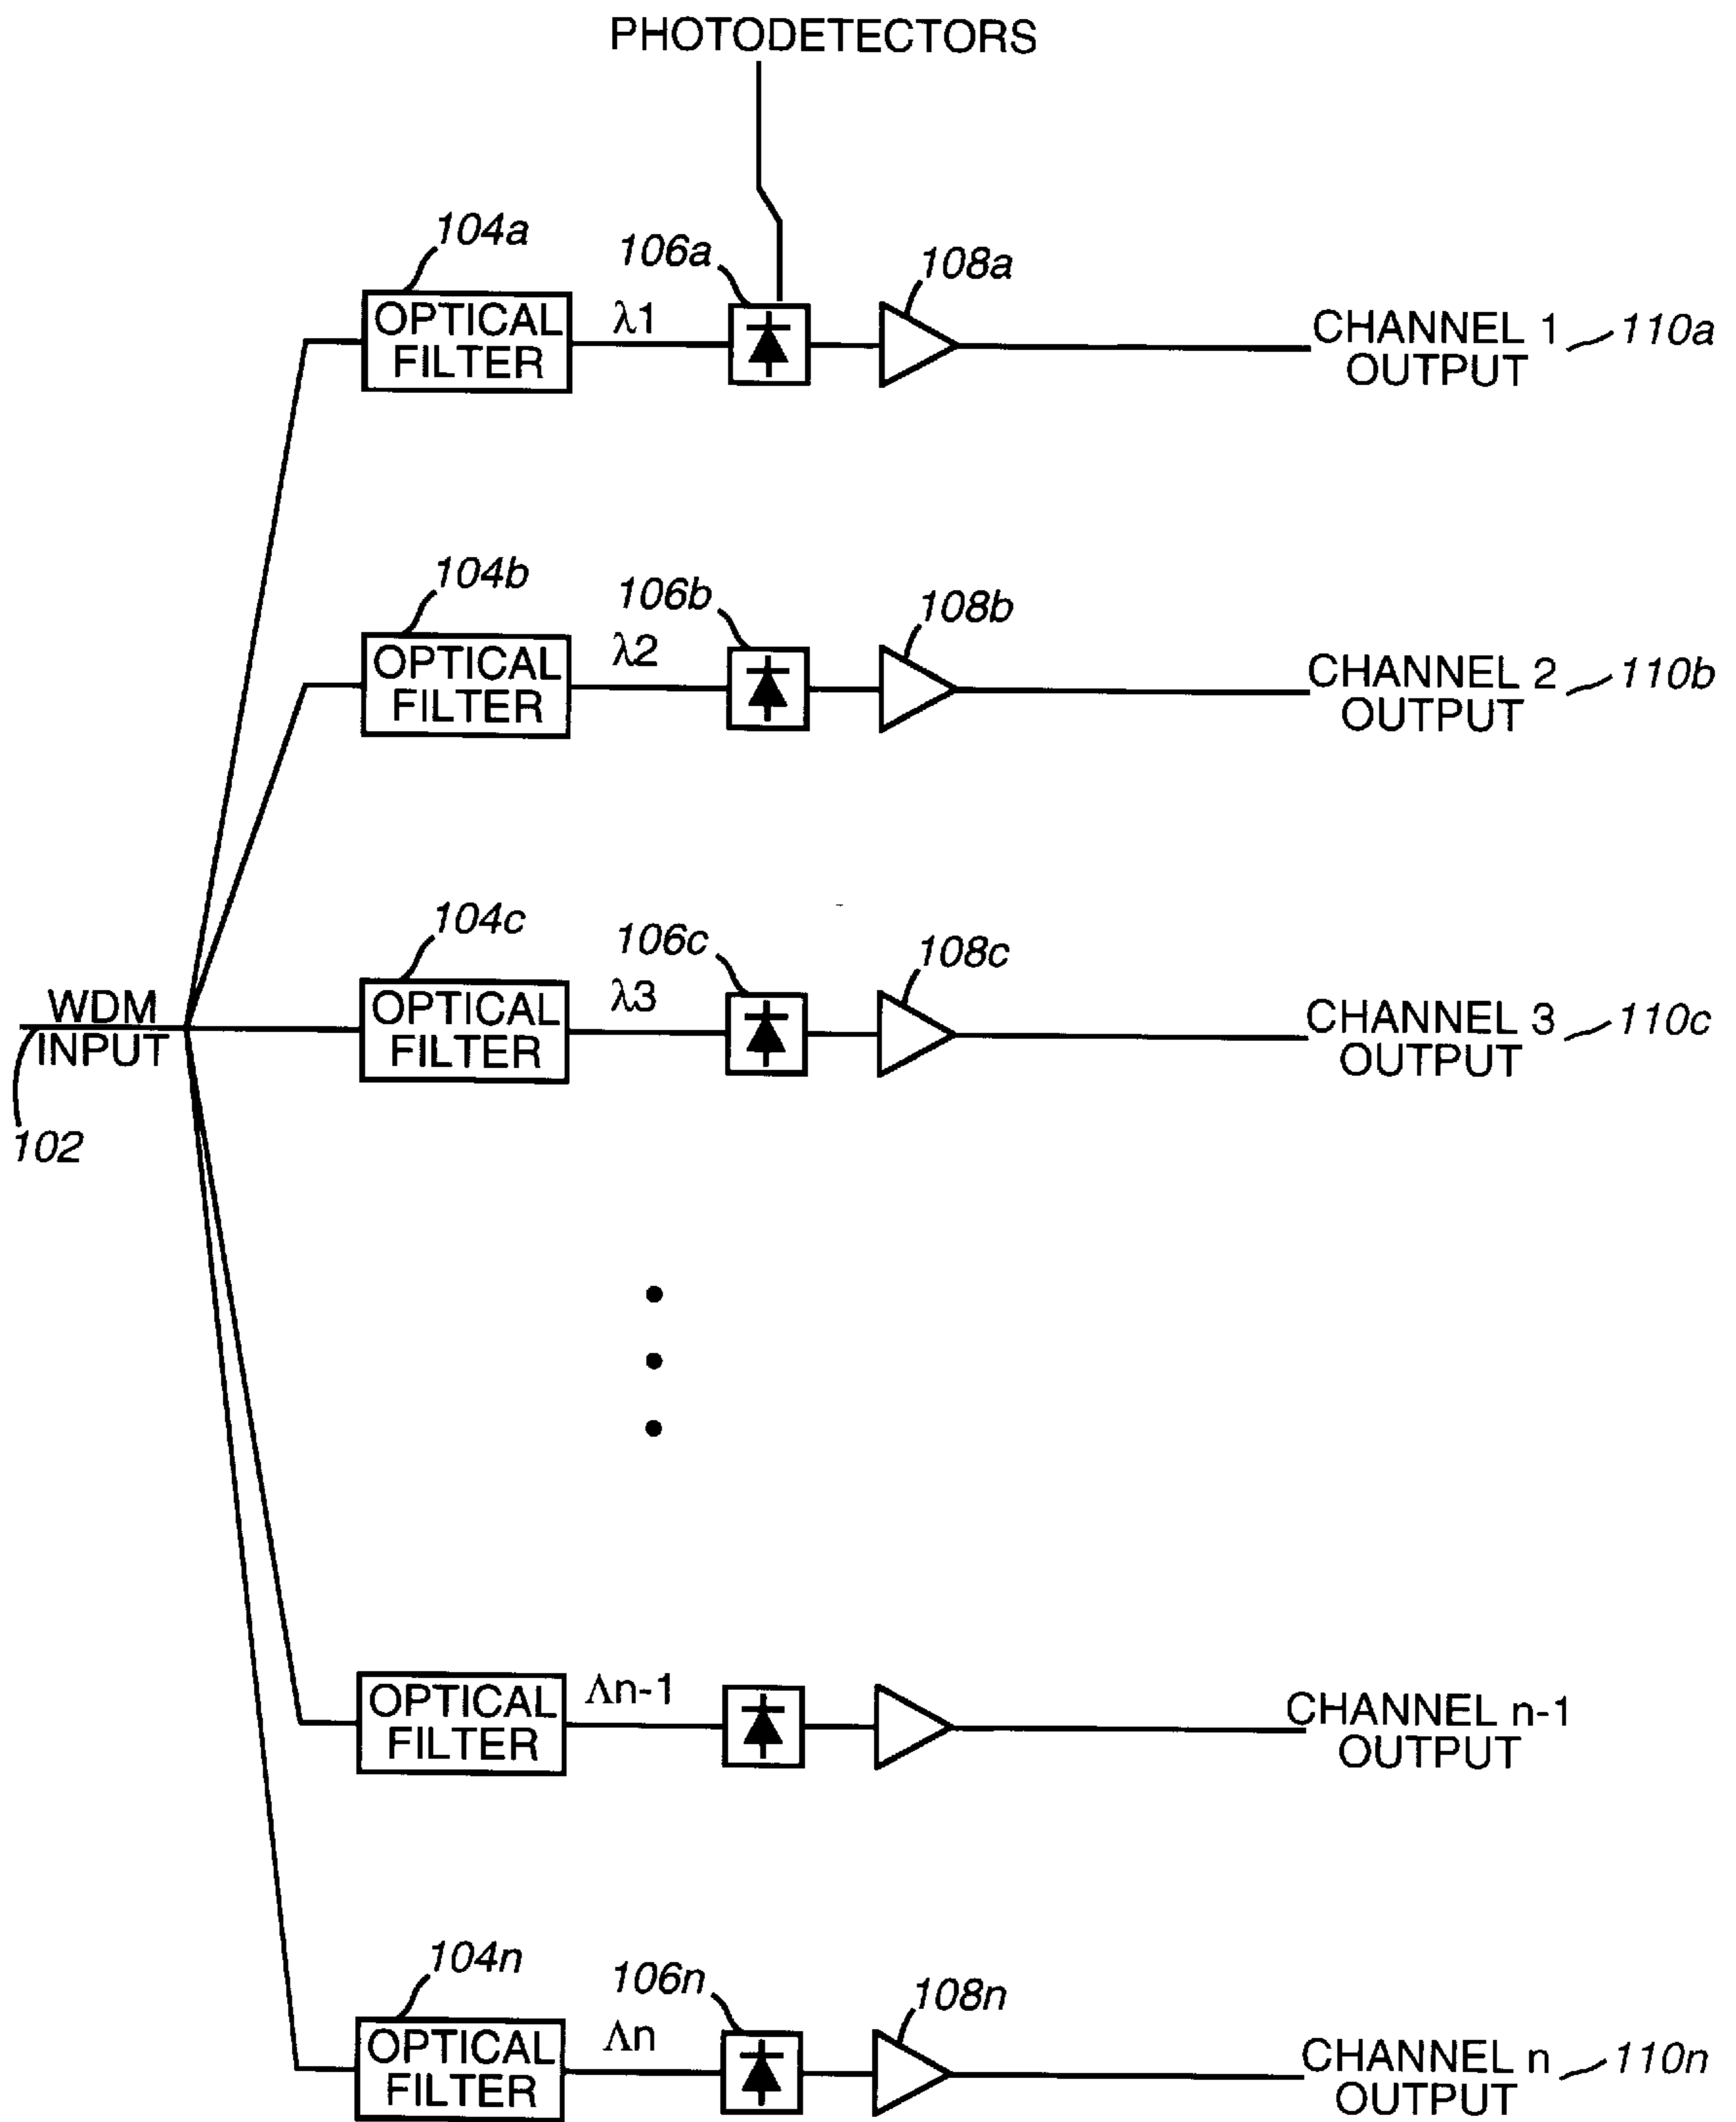 PHOTODETECTORS
104a
106a
108a
OPTICAL
FILTER
λ1
CHANNEL 1
OUTPUT
110a
104b
106b
108b
OPTICAL
FILTER
λ2
CHANNEL 2
OUTPUT
110b
104c
106c
108c
WDM
INPUT
102
OPTICAL
FILTER
λ3
CHANNEL 3
OUTPUT
110c
OPTICAL
FILTER
Λn-1
CHANNEL n-1
OUTPUT
104n
106n
108n
OPTICAL
FILTER
Λn
CHANNEL n
OUTPUT
110n